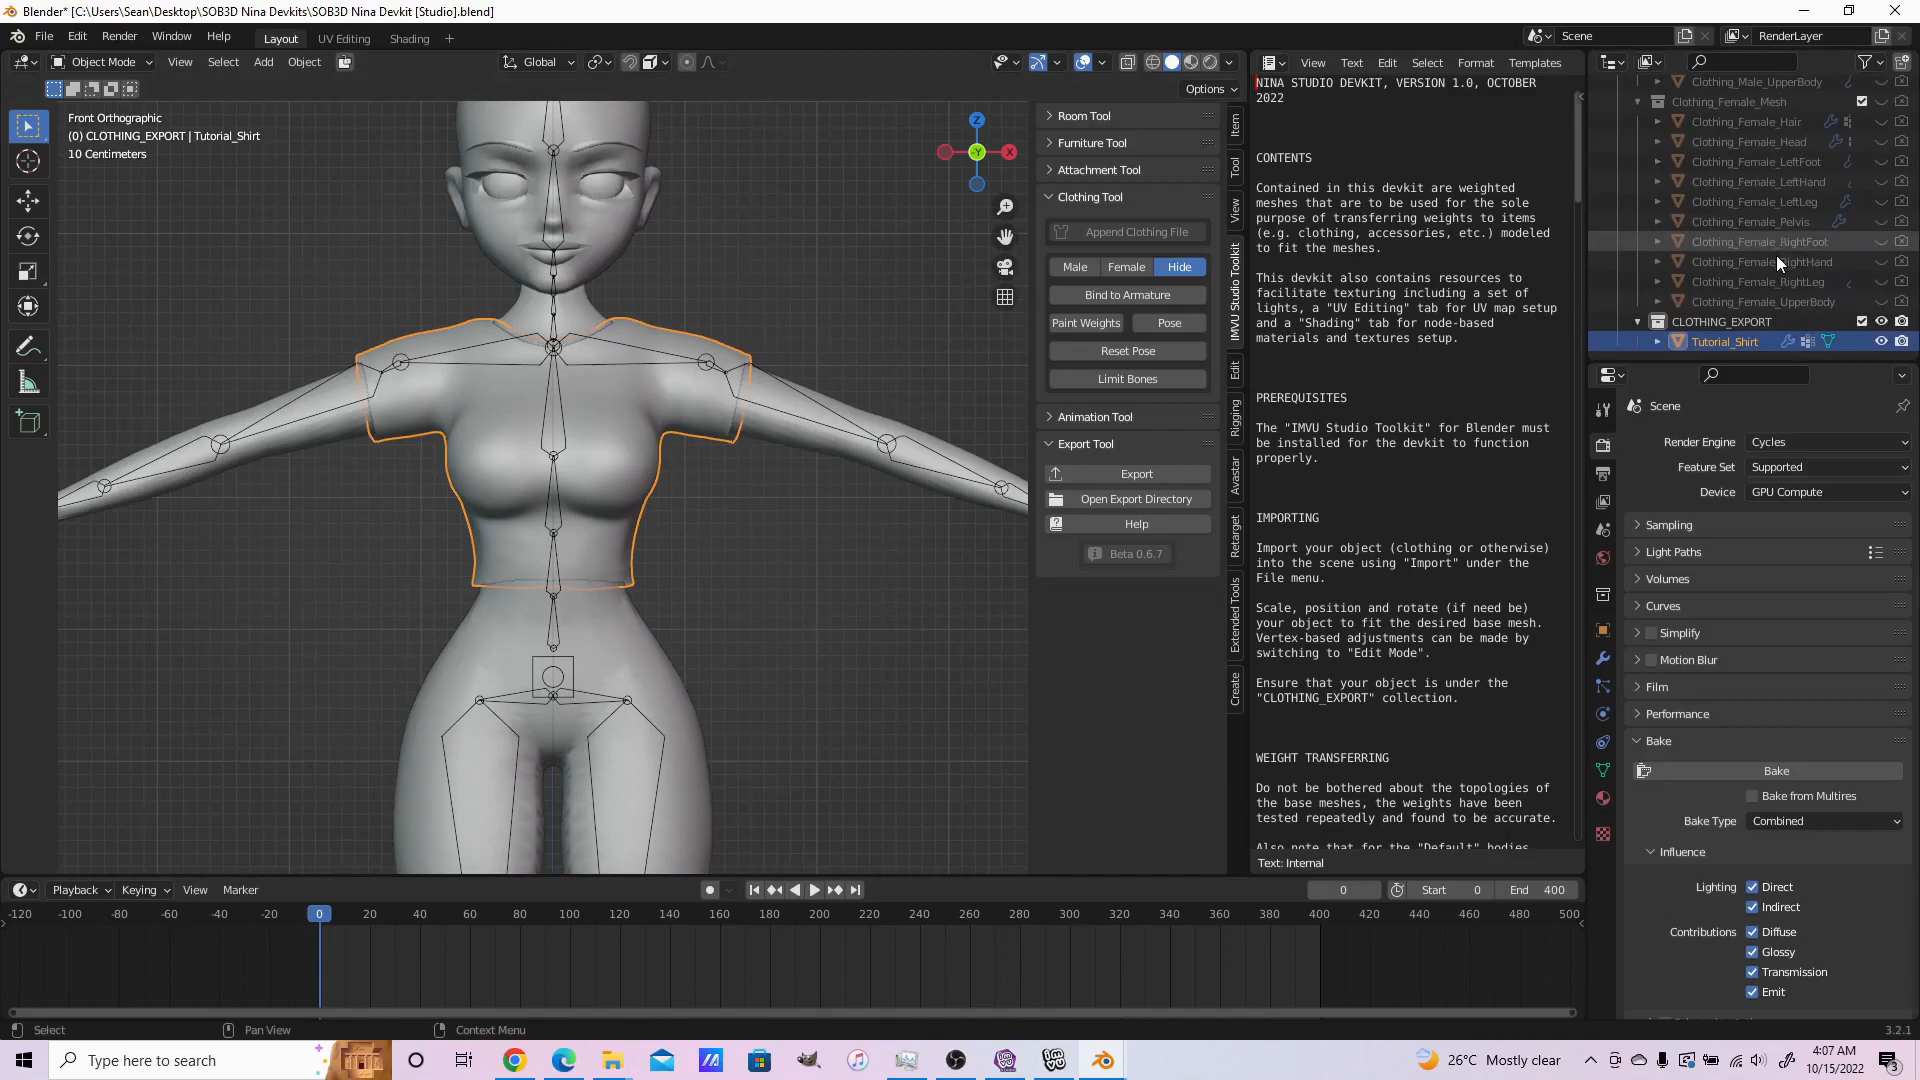 Blender* [C:\Users\Sean\Desktop\SOB3D Nina Devkits\SOB3D Nina Devkit [Studio].blend]
File Edit Render Window Help Layout UV Editing Shading + Scene RenderLayer
Object Mode View Select Add Object Global View Text Edit Select Format Templates
Options
Front Orthographic
(0) CLOTHING_EXPORT | Tutorial_Shirt
10 Centimeters
Z
-Y
X
Room Tool
Furniture Tool
Attachment Tool
Clothing Tool
Append Clothing File
Male Female Hide
Bind to Armature
Paint Weights Pose
Reset Pose
Limit Bones
Animation Tool
Export Tool
Export
Open Export Directory
Help
Beta 0.6.7
Item
Tool
View
IMVU Studio Toolkit
Edit
Rigging
Avastar
Retarget
Extended Tools
Create
NINA STUDIO DEVKIT, VERSION 1.0, OCTOBER
2022
CONTENTS
Contained in this devkit are weighted
meshes that are to be used for the sole
purpose of transferring weights to items
(e.g. clothing, accessories, etc.) modeled
to fit the meshes.
This devkit also contains resources to
facilitate texturing including a set of
lights, a "UV Editing" tab for UV map setup
and a "Shading" tab for node-based
materials and textures setup.
PREREQUISITES
The "IMVU Studio Toolkit" for Blender must
be installed for the devkit to function
properly.
IMPORTING
Import your object (clothing or otherwise)
into the scene using "Import" under the
File menu.
Scale, position and rotate (if need be)
your object to fit the desired base mesh.
Vertex-based adjustments can be made by
switching to "Edit Mode".
Ensure that your object is under the
"CLOTHING_EXPORT" collection.
WEIGHT TRANSFERRING
Do not be bothered about the topologies of
the base meshes, the weights have been
tested repeatedly and found to be accurate.
Also note that for the "Default" bodies
Text: Internal
Clothing_Male_UpperBody
Clothing_Female_Mesh
Clothing_Female_Hair
Clothing_Female_Head
Clothing_Female_LeftFoot
Clothing_Female_LeftHand
Clothing_Female_LeftLeg
Clothing_Female_Pelvis
Clothing_Female_RightFoot
Clothing_Female_RightHand
Clothing_Female_RightLeg
Clothing_Female_UpperBody
CLOTHING_EXPORT
Tutorial_Shirt
Scene
Render Engine Cycles
Feature Set Supported
Device GPU Compute
Sampling
Light Paths
Volumes
Curves
Simplify
Motion Blur
Film
Performance
Bake
Bake
Bake from Multires
Bake Type Combined
Influence
Lighting Direct
Indirect
Contributions Diffuse
Glossy
Transmission
Emit
Playback Keying View Marker 0 Start 0 End 400
-120 -100 -80 -60 -40 -20 0 20 40 60 80 100 120 140 160 180 200 220 240 260 280 300 320 340 360 380 400 420 440 460 480 500
Select Pan View Context Menu 3.2.1
Type here to search 26°C Mostly clear 4:07 AM
10/15/2022
3